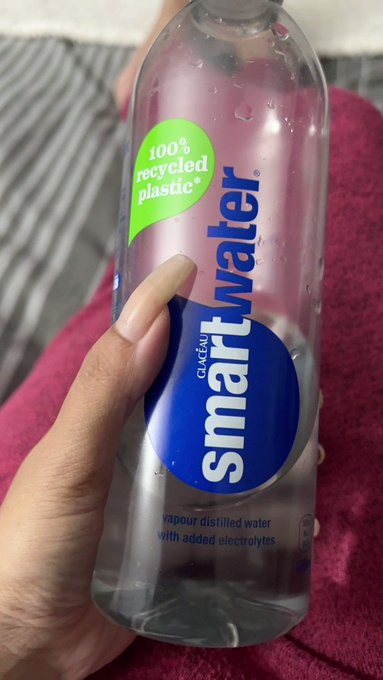 100%
recycled
plastic*
GLACÉAU
smartwater®
vapour distilled water
with added electrolytes